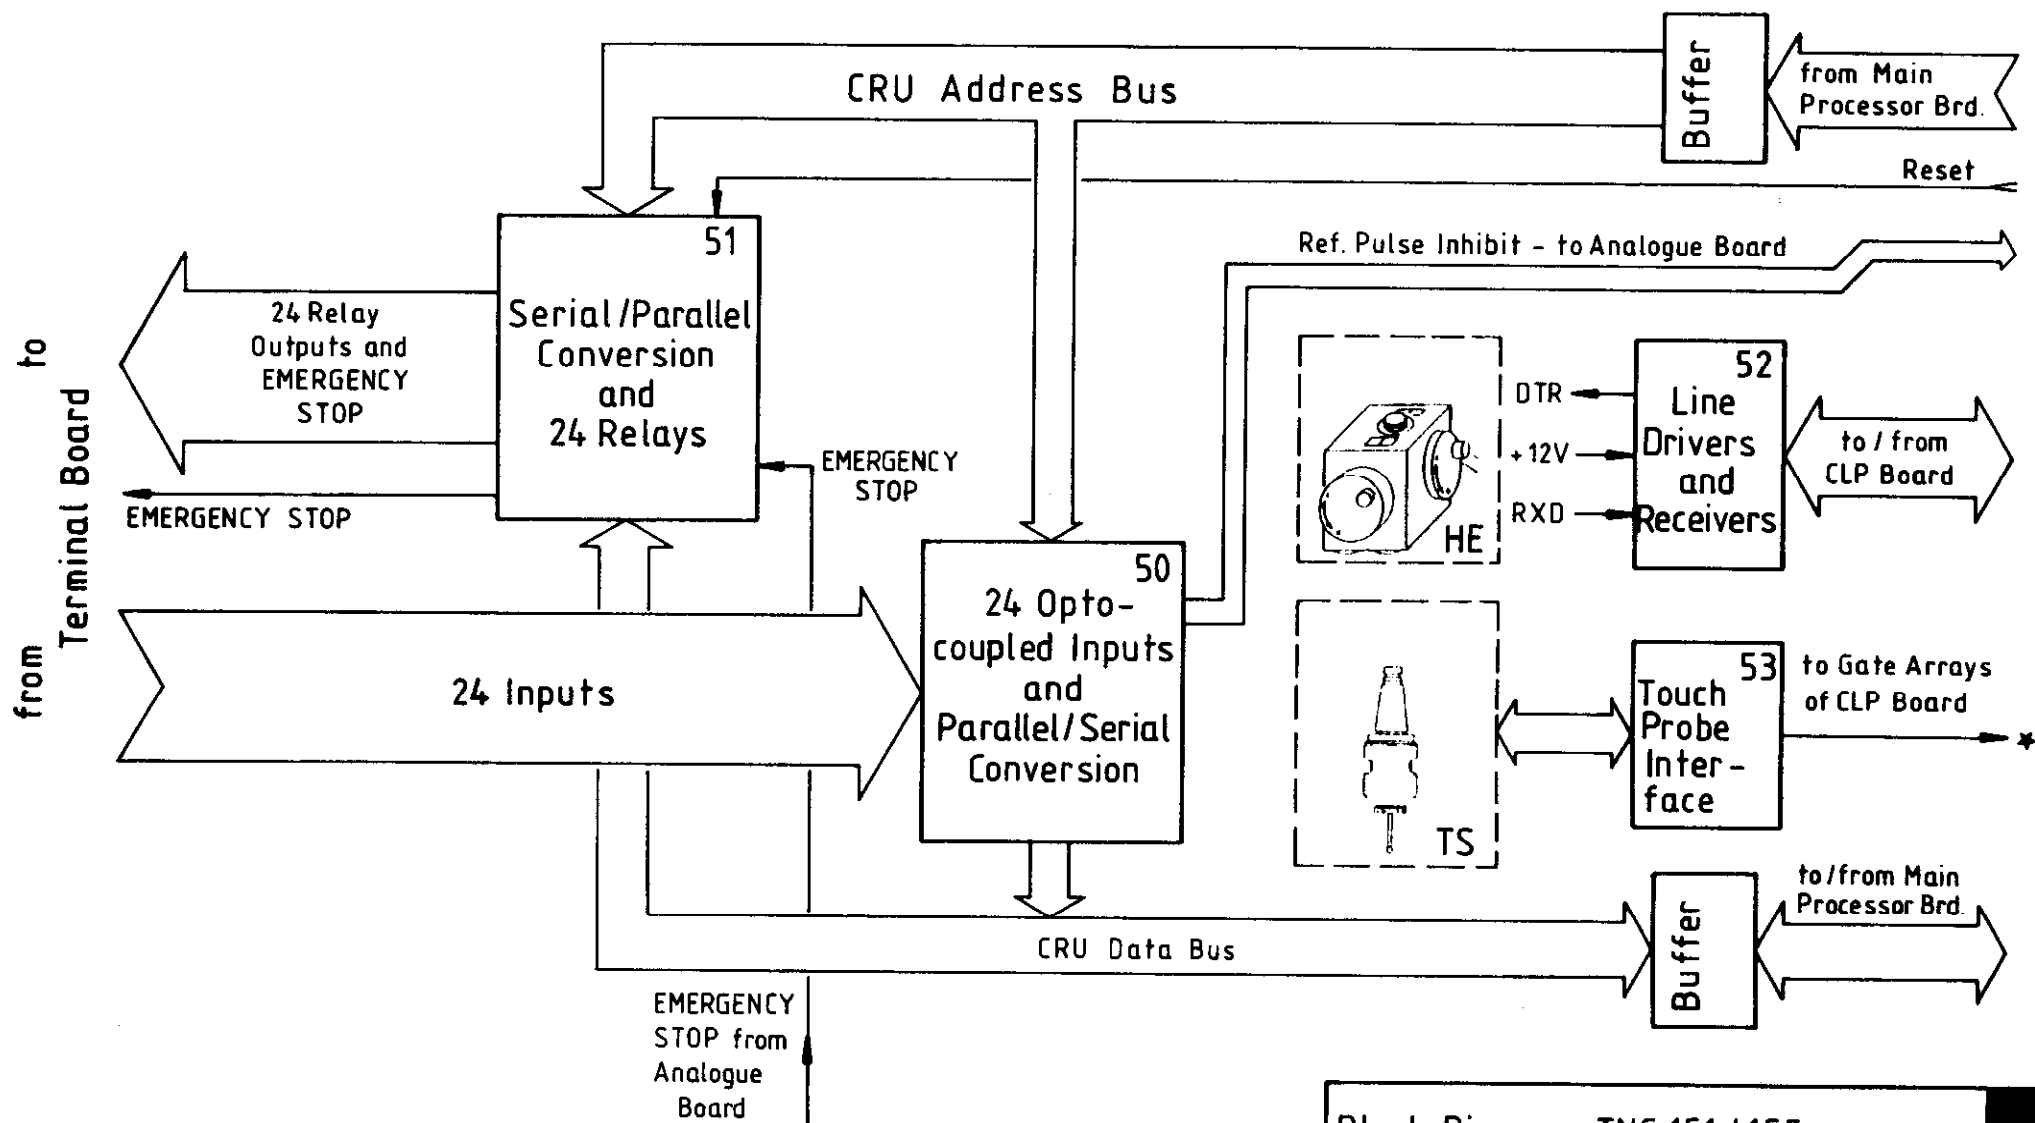 Buffer
from Main
Processor Brd.
CRU Address Bus
Reset
51
Serial/Parallel
Conversion
and
24 Relays
Ref. Pulse Inhibit - to Analogue Board
24 Relay
Outputs and
EMERGENCY
STOP
to
Terminal Board
from
EMERGENCY STOP
EMERGENCY
STOP
DTR
+12V
RXD
HE
52
Line
Drivers
and
Receivers
to / from
CLP Board
24 Inputs
50
24 Opto-
coupled Inputs
and
Parallel/Serial
Conversion
TS
53
Touch
Probe
Inter-
face
to Gate Arrays
of CLP Board
CRU Data Bus
Buffer
to/from Main
Processor Brd.
EMERGENCY
STOP from
Analogue
Board